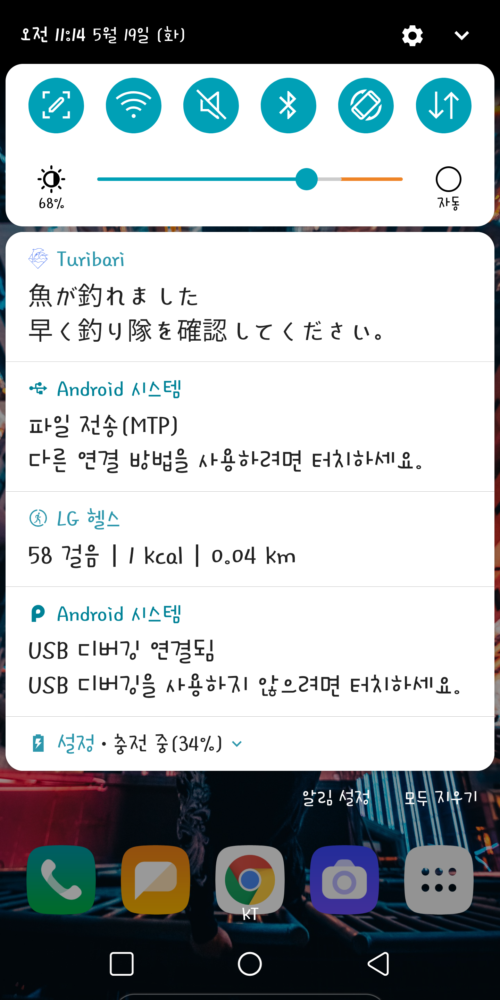 오전 11:14 5월 19일 (화)
68%
자동
Turibari
魚が釣れました
早く釣り隊を確認してください。
Android 시스템
파일 전송(MTP)
다른 연결 방법을 사용하려면 터치하세요.
LG 헬스
58 걸음 | 1 kcal | 0.04 km
Android 시스템
USB 디버깅 연결됨
USB 디버깅을 사용하지 않으려면 터치하세요.
설정 • 충전 중(34%)
알림 설정 모두 지우기
KT